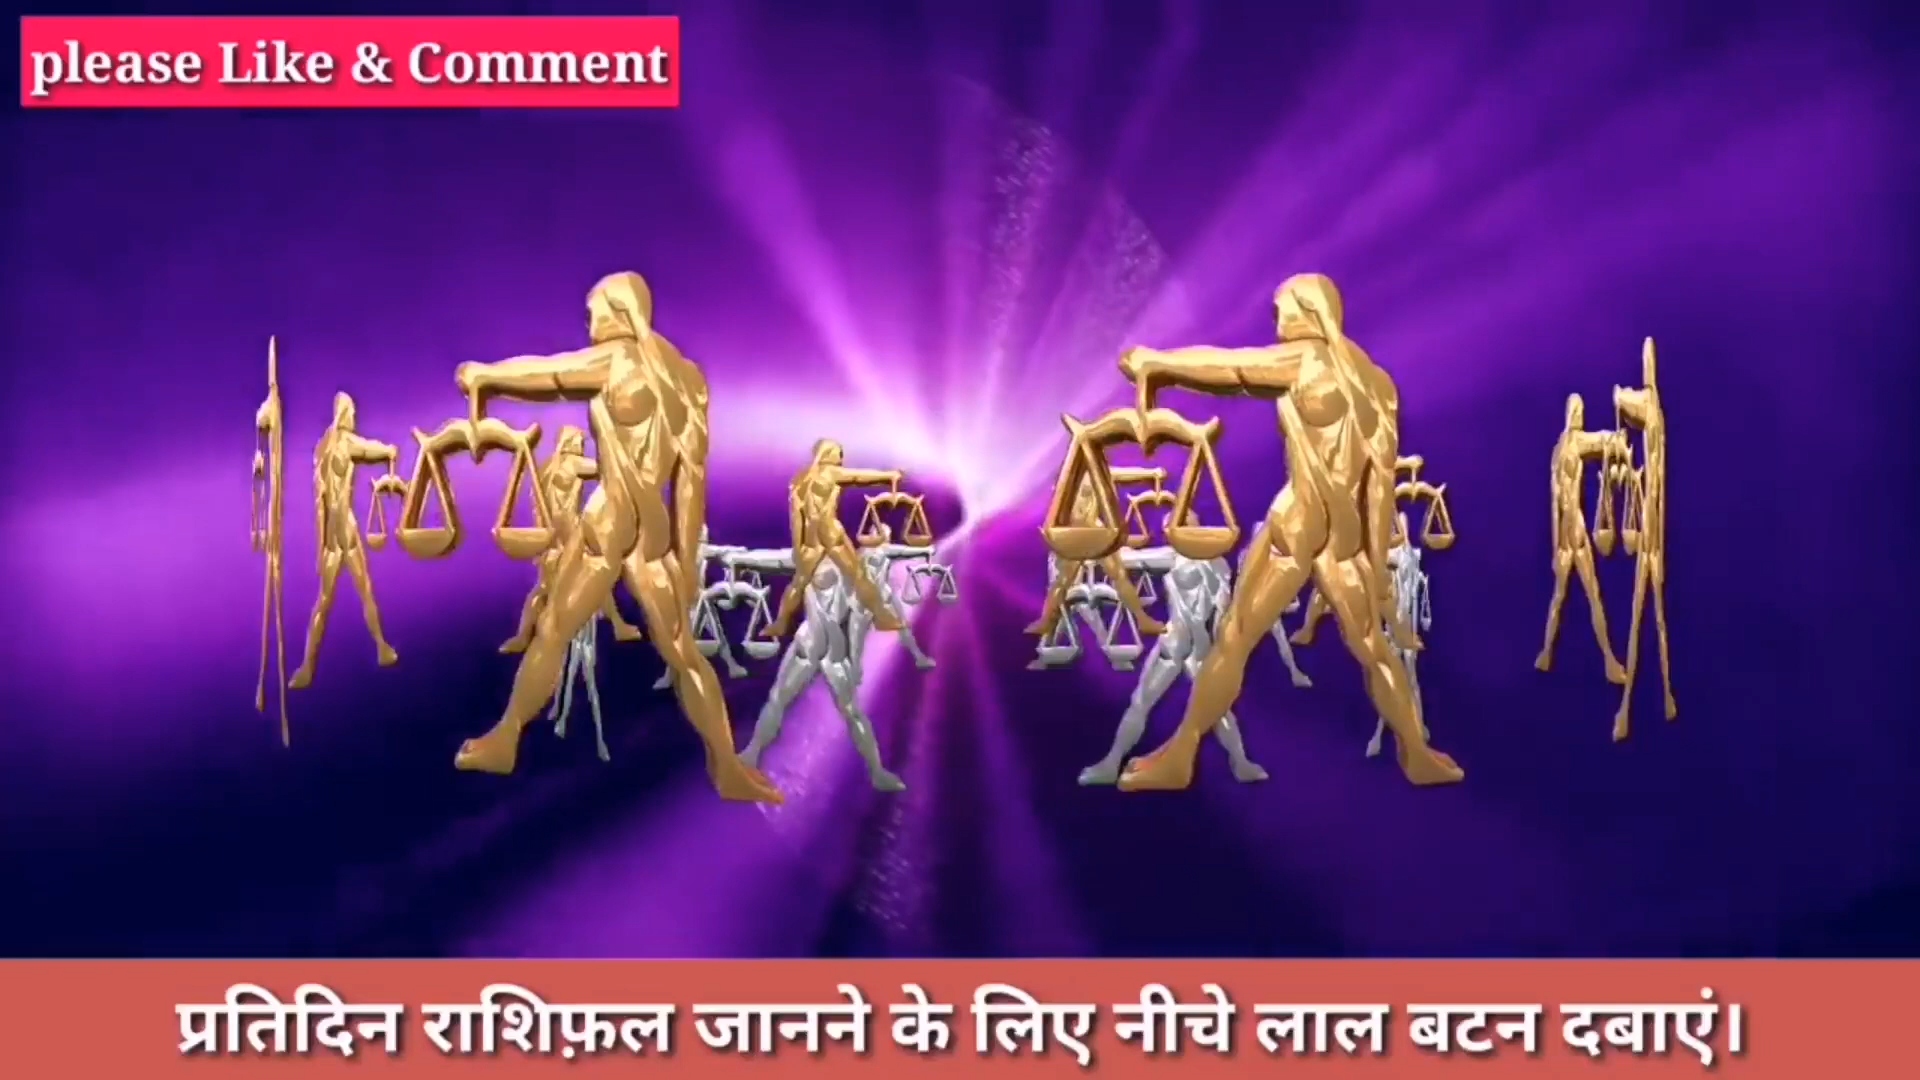 please Like & Comment
प्रतिदिन राशिफ़ल जानने के लिए नीचे लाल बटन दबाएं।